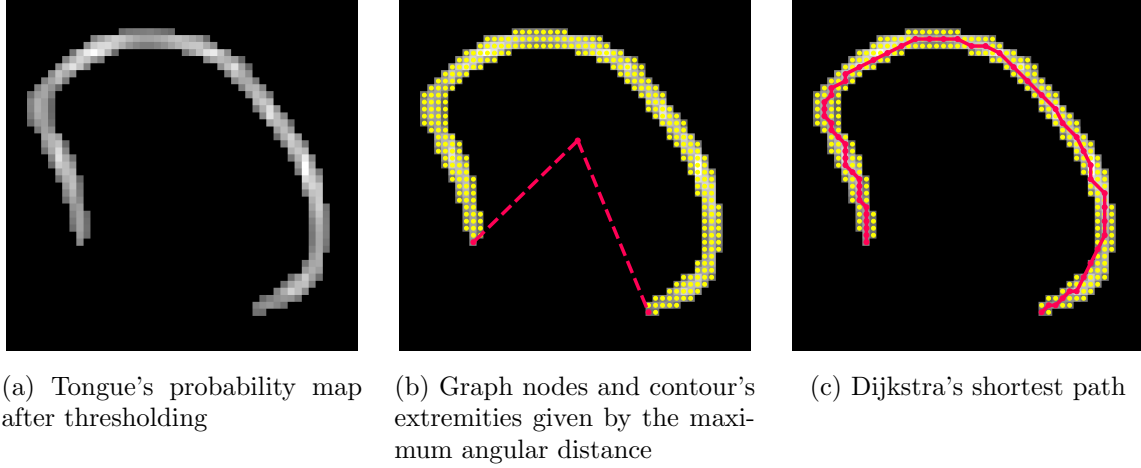 (a) Tongue's probability map
after thresholding
(b) Graph nodes and contour's
extremities given by the maxi-
mum angular distance
(c) Dijkstra's shortest path